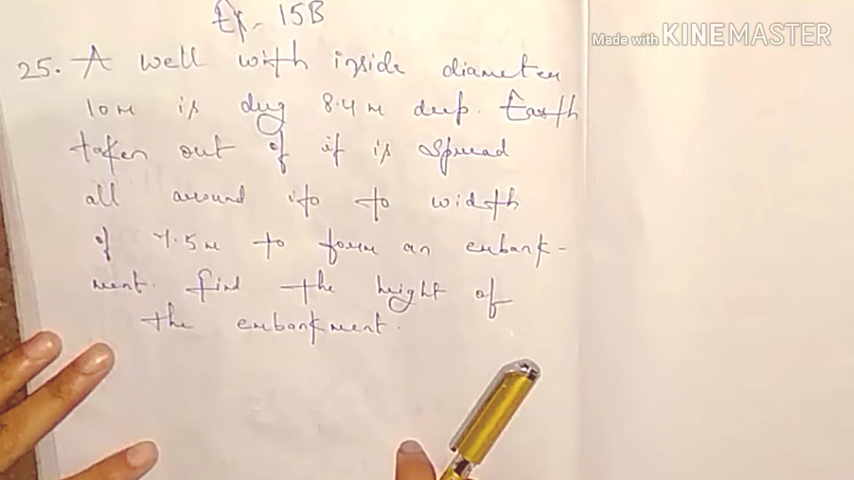 Ex- 15B
Made with KINEMASTER
25. A well with inside diameter
10m is dug 8.4m deep. Earth
taken out of it is spread
all around it to to width
of 7.5m to form an embank-
ment. find the height of
the embankment.